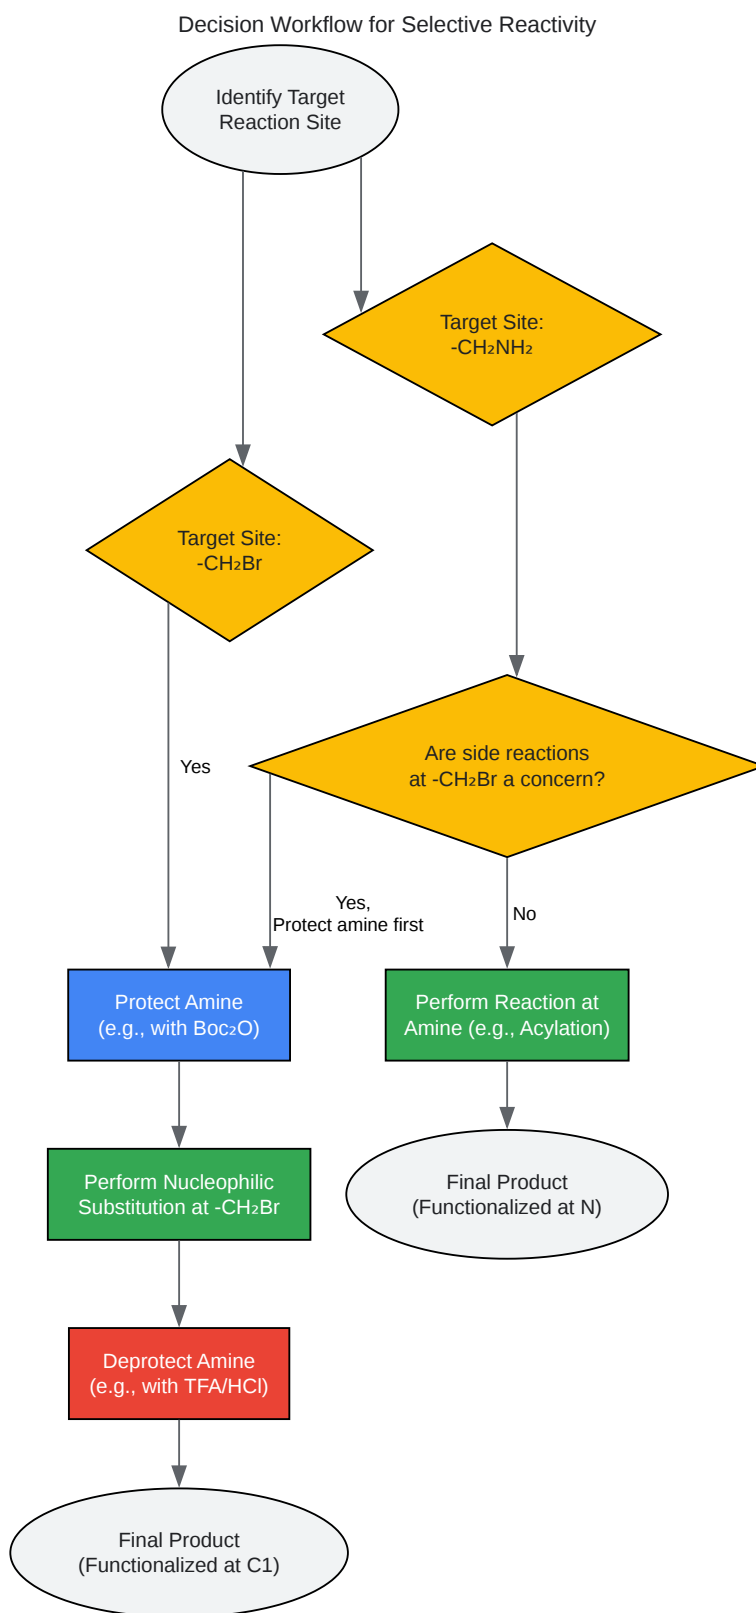 Decision Workflow for Selective Reactivity
Identify Target
Reaction Site
Target Site:
-CH₂NH₂
Target Site:
-CH₂Br
Are side reactions
at -CH₂Br a concern?
Yes
Yes,
Protect amine first
No
Protect Amine
(e.g., with Boc₂O)
Perform Reaction at
Amine (e.g., Acylation)
Perform Nucleophilic
Substitution at -CH₂Br
Final Product
(Functionalized at N)
Deprotect Amine
(e.g., with TFA/HCl)
Final Product
(Functionalized at C1)